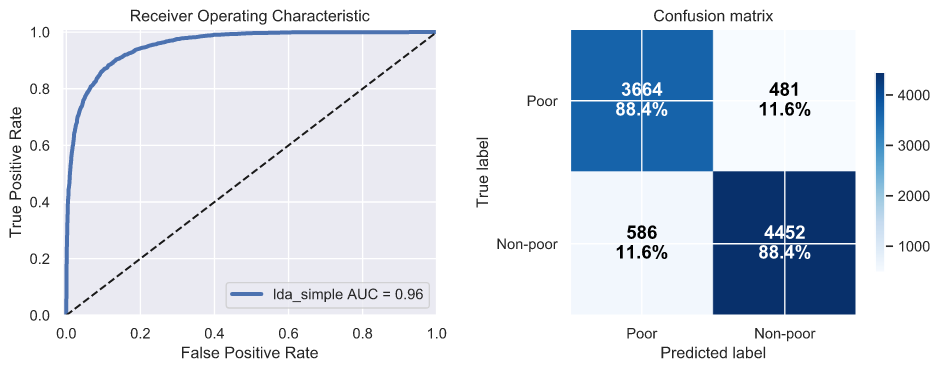 Receiver Operating Characteristic
1.0
0.8
0.6
0.4
0.2
0.0
True Positive Rate
0.0 0.2 0.4 0.6 0.8 1.0
False Positive Rate
lda_simple AUC = 0.96
Confusion matrix
True label
Poor
Non-poor
3664
88.4%
481
11.6%
586
11.6%
4452
88.4%
Poor Non-poor
Predicted label
4000
3000
2000
1000